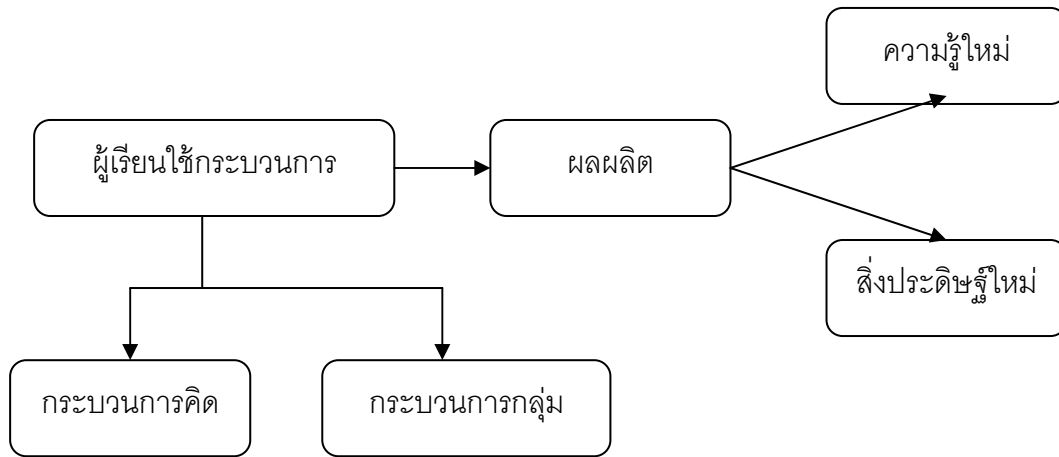 ความรู้ใหม่
ผู้เรียนใช้กระบวนการ
ผลผลิต
สิ่งประดิษฐ์ใหม่
กระบวนการคิด
กระบวนการกลุ่ม